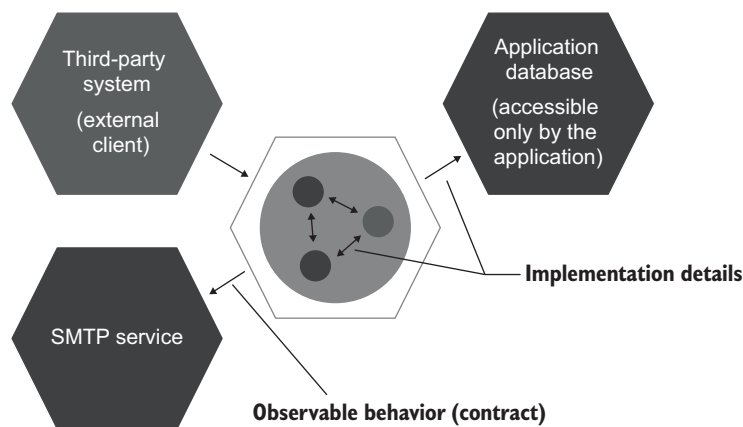 Third-party
system
(external
client)
Application
database
(accessible
only by the
application)
Implementation details
SMTP service
Observable behavior (contract)